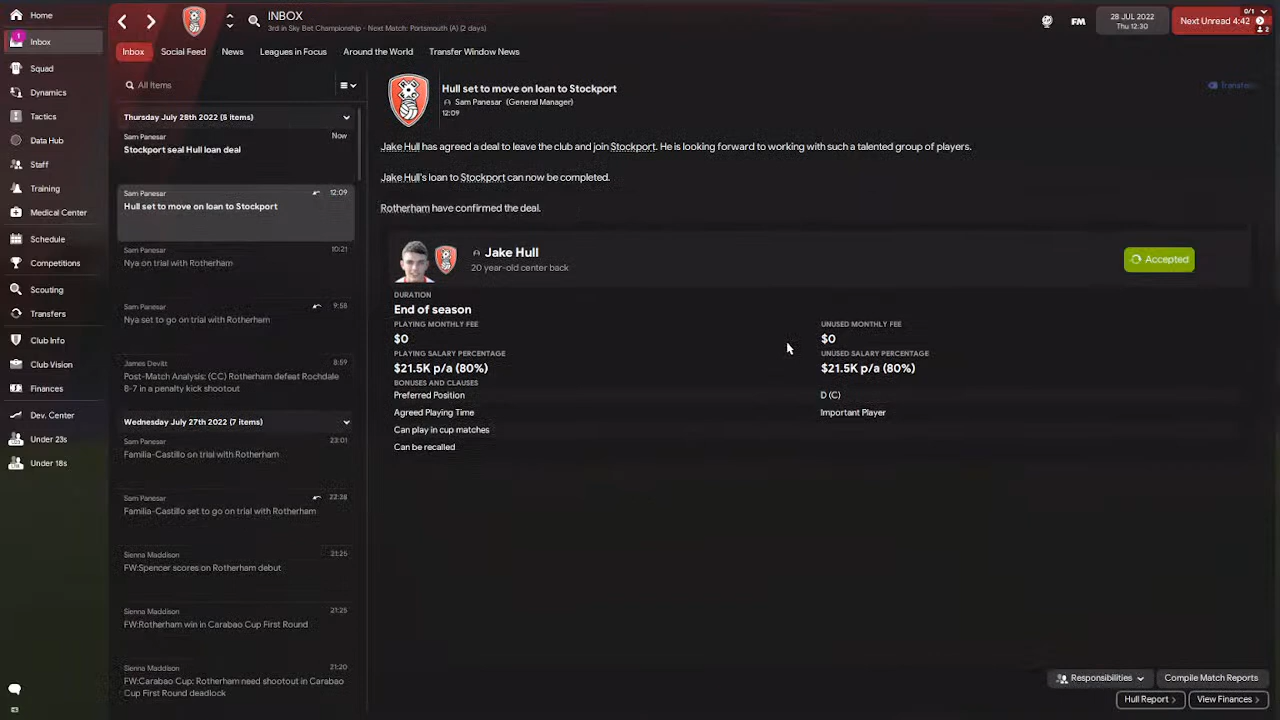 Home
Inbox
1
Squad
Dynamics
Tactics
Data Hub
Staff
Training
Medical Center
Schedule
Competitions
Scouting
Transfers
Club Info
Club Vision
Finances
Dev. Center
Under 23s
Under 18s
INBOX
3rd in Sky Bet Championship - Next Match: Portsmouth (A) (2 days)
FM
28 JUL 2022
Thu 12:30
Next Unread 4:42
0/1
2
Inbox
Social Feed
News
Leagues in Focus
Around the World
Transfer Window News
All Items
Thursday July 28th 2022 (5 items)
Sam Panesar
Now
Stockport seal Hull loan deal
Sam Panesar
12:09
Hull set to move on loan to Stockport
Sam Panesar
10:21
Nya on trial with Rotherham
Sam Panesar
9:58
Nya set to go on trial with Rotherham
James Devitt
8:59
Post-Match Analysis: (CC) Rotherham defeat Rochdale
8-7 in a penalty kick shootout
Wednesday July 27th 2022 (7 items)
Sam Panesar
23:01
Familia-Castillo on trial with Rotherham
Sam Panesar
22:38
Familia-Castillo set to go on trial with Rotherham
Sienna Maddison
21:25
FW:Spencer scores on Rotherham debut
Sienna Maddison
21:25
FW:Rotherham win in Carabao Cup First Round
Sienna Maddison
21:20
FW:Carabao Cup: Rotherham need shootout in Carabao
Cup First Round deadlock
Hull set to move on loan to Stockport
Sam Panesar (General Manager)
12:09
Jake Hull has agreed a deal to leave the club and join Stockport. He is looking forward to working with such a talented group of players.
Jake Hull's loan to Stockport can now be completed.
Rotherham have confirmed the deal.
Jake Hull
20 year-old center back
Accepted
DURATION
End of season
PLAYING MONTHLY FEE
$0
UNUSED MONTHLY FEE
$0
PLAYING SALARY PERCENTAGE
$21.5K p/a (80%)
UNUSED SALARY PERCENTAGE
$21.5K p/a (80%)
BONUSES AND CLAUSES
Preferred Position
D (C)
Agreed Playing Time
Important Player
Can play in cup matches
Can be recalled
Responsibilities
Compile Match Reports
Hull Report
View Finances